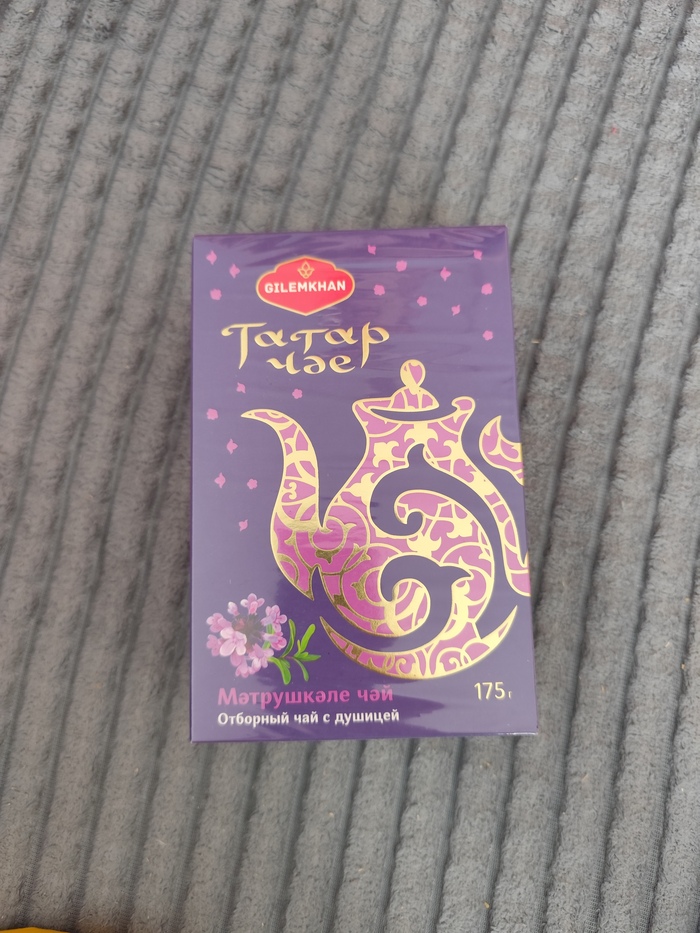 GILEMKHAN
Татар
чәе
Мәтрушкәле чәй
Отборный чай с душицей
175г